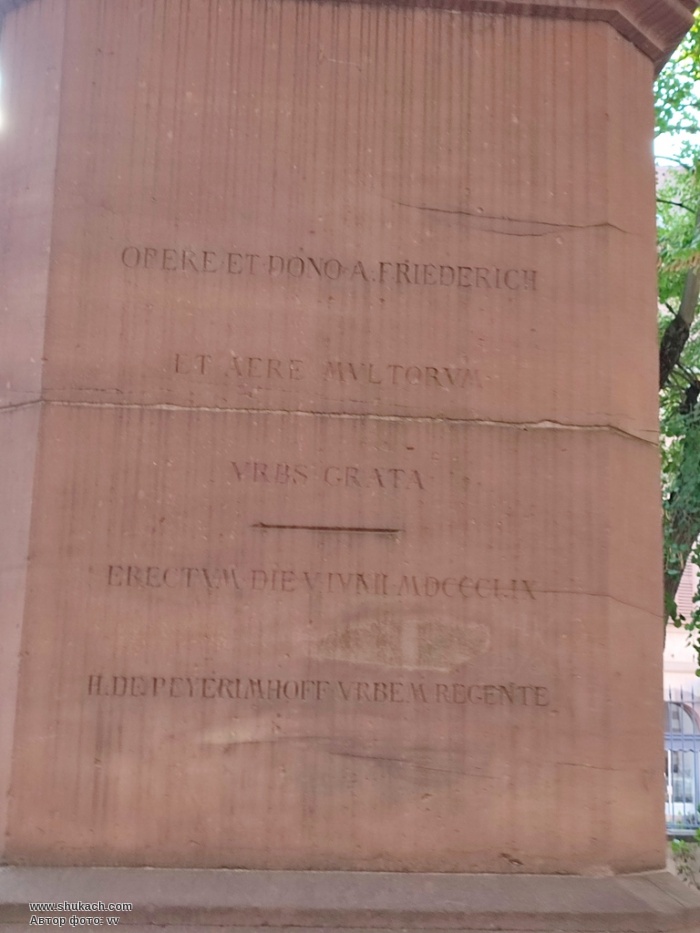 OPERE ET DONO A. FRIEDERICH
ET AERE MVLTORVM
VRBS GRATA
ERECTVM DIE V IVNII MDCCCLIX
H. DE PEYERIMHOFF VRBEM REGENTE
www.shukach.com
Автор фото: vv